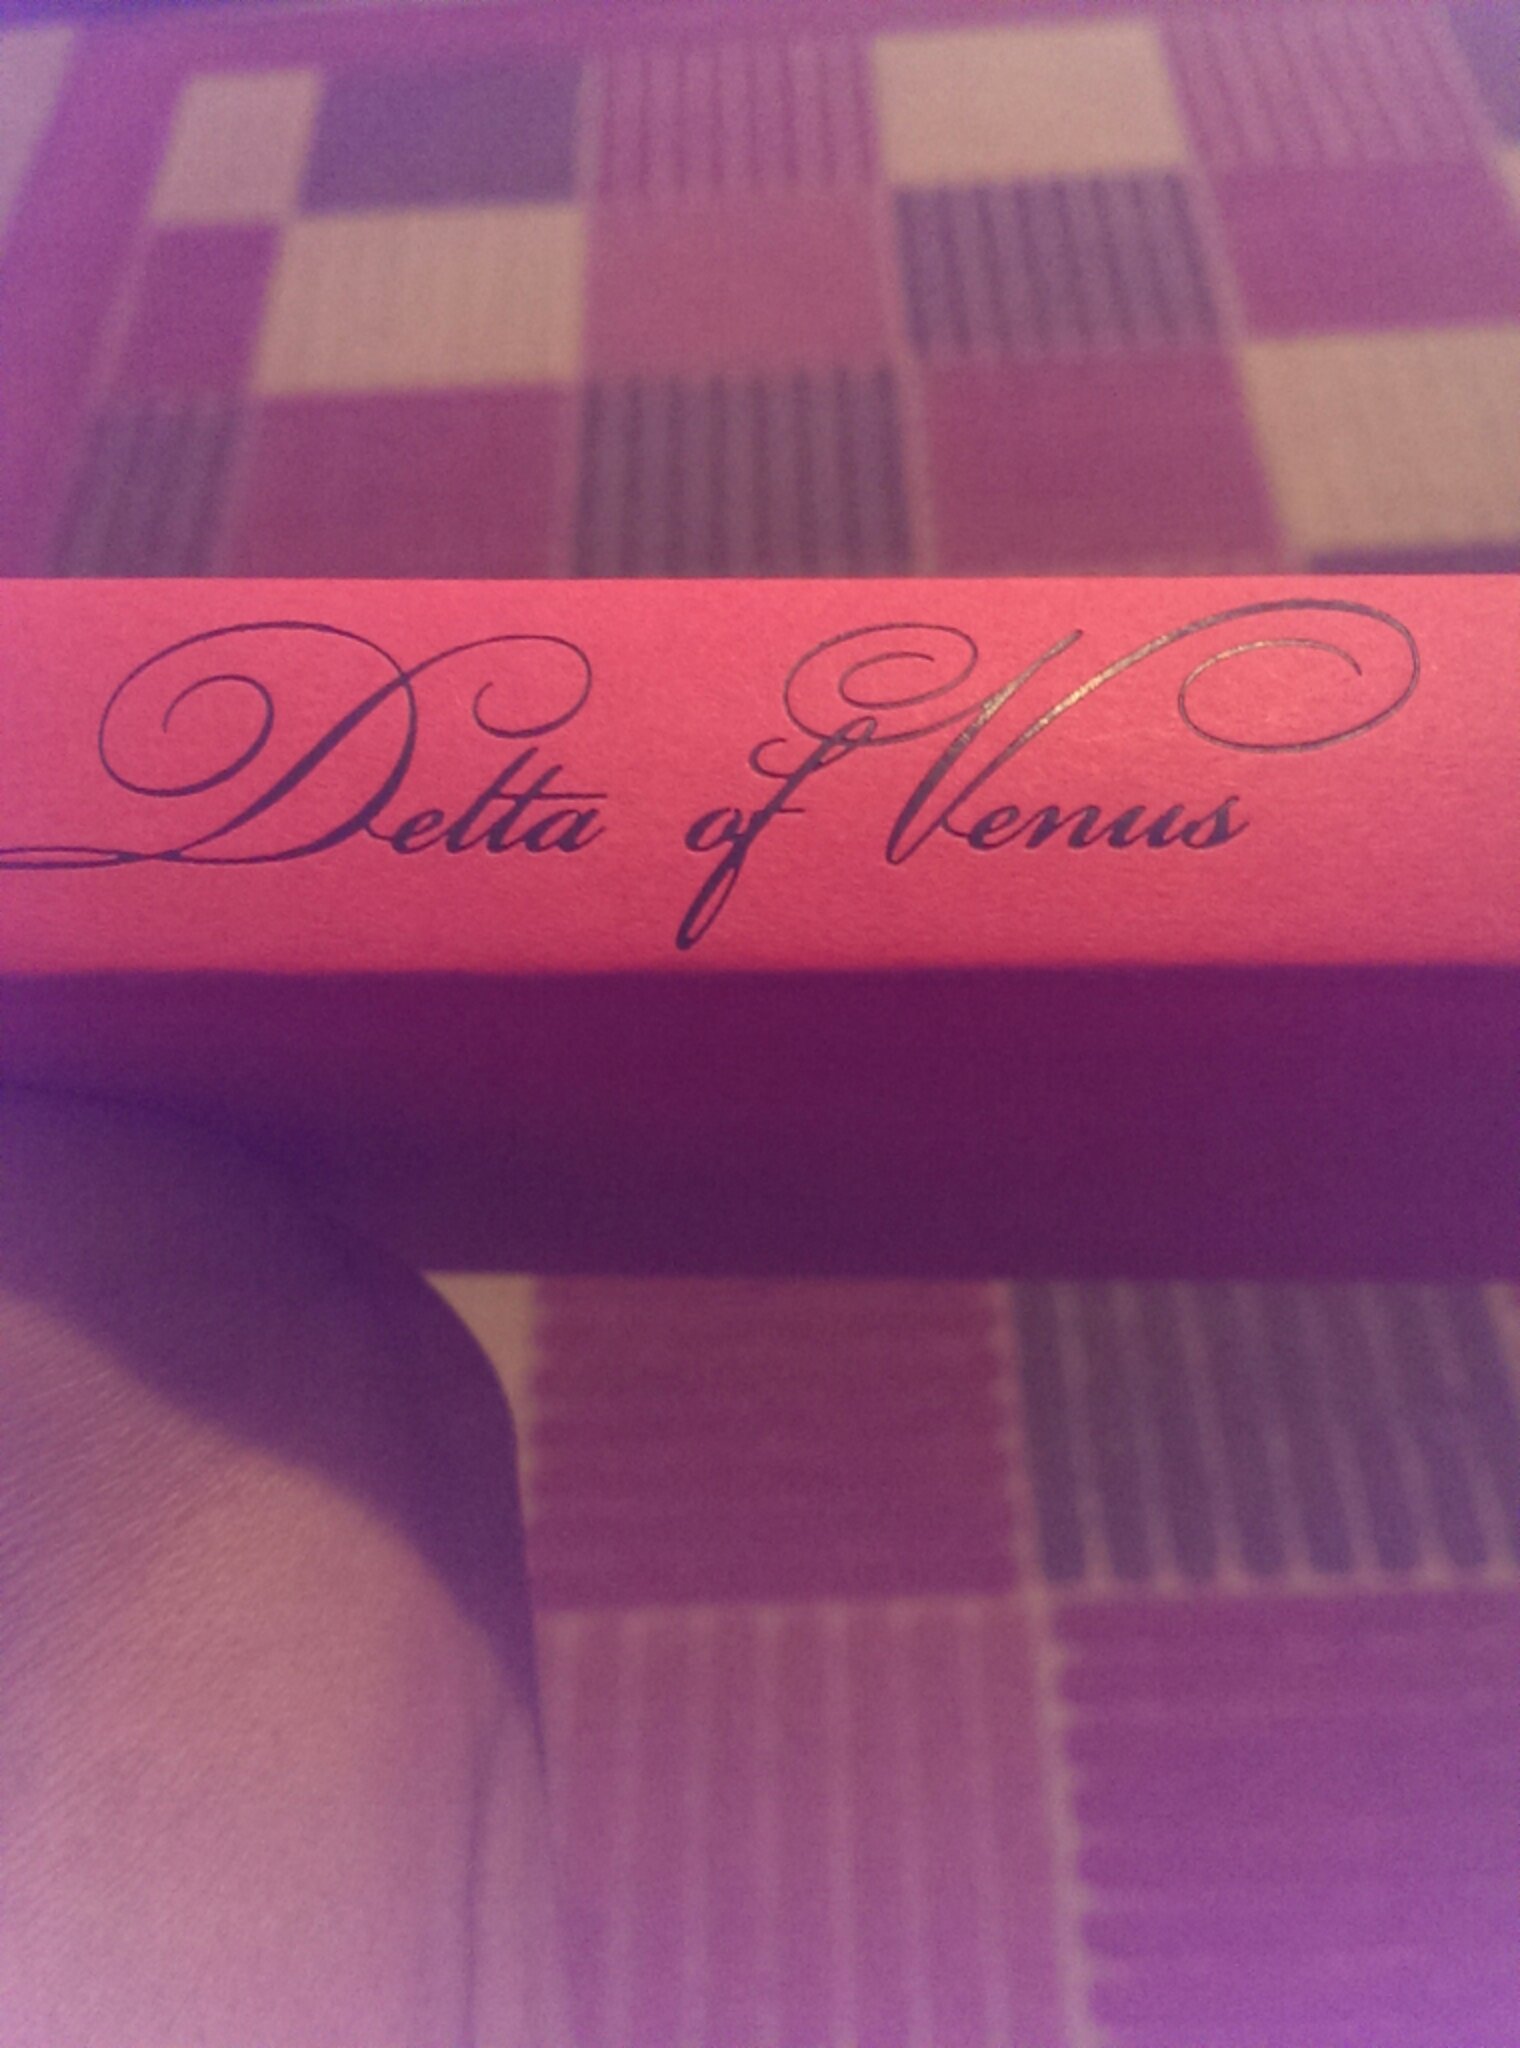 Delta of Venus